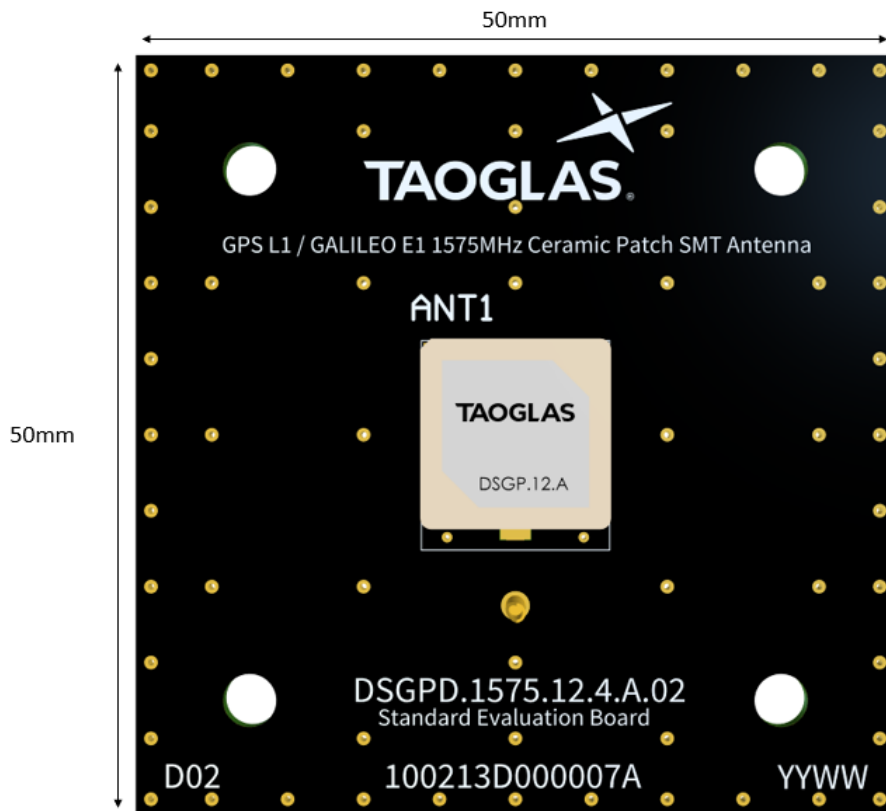 50mm
50mm
TAOGLAS®
GPS L1 / GALILEO E1 1575MHz Ceramic Patch SMT Antenna
ANT1
TAOGLAS
DSGP.12.A
DSGPD.1575.12.4.A.02
Standard Evaluation Board
D02 100213D000007A YYWW